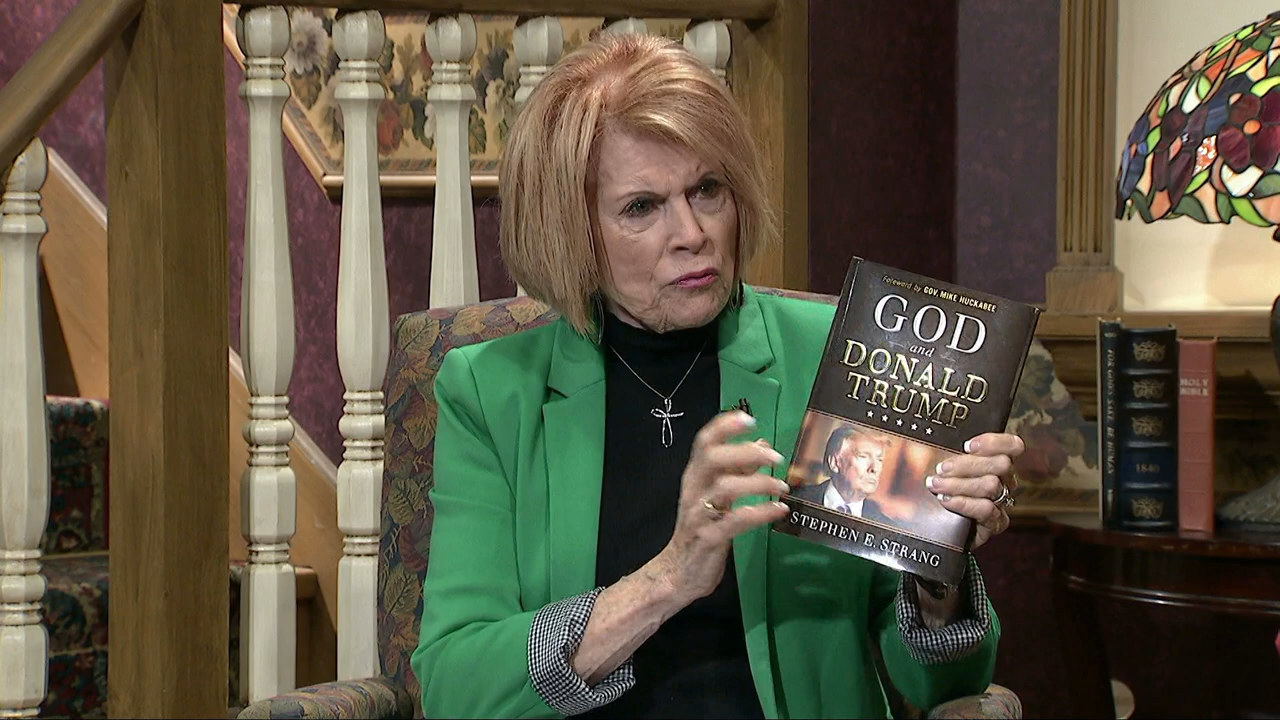 Foreword by GOV. MIKE HUCKABEE
GOD
and
DONALD
TRUMP
STEPHEN E. STRANG
HOLY
BIBLE
1840